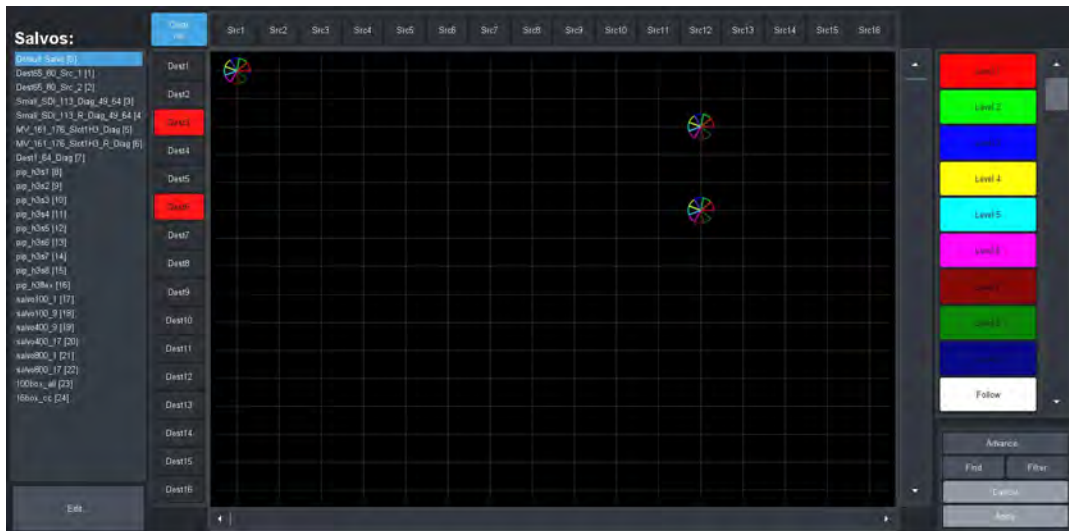 Salvos:
Default Salvo [0]
Dest65_80_Src_1 [1]
Dest65_80_Src_2 [2]
Small_SDI_113_Diag_49_64 [3]
Small_SDI_113_R_Diag_49_64 [4
MV_161_176_Slot1H3_Diag [5]
MV_161_176_Slot1H3_R_Diag [6]
Dest1_64_Diag [7]
pip_h3s1 [8]
pip_h3s2 [9]
pip_h3s3 [10]
pip_h3s4 [11]
pip_h3s5 [12]
pip_h3s6 [13]
pip_h3s7 [14]
pip_h3s8 [15]
[16]
salvo100_1 [17]
salvo100_9 [18]
salvo400_9 [19]
salvo400_17 [20]
salvo800_1 [21]
salvo800_17 [22]
100box_all [23]
16box_cc [24]
Edit
Src1 Src2 Src3 Src4 Src5 Src6 Src7 Src8 Src9 Src10 Src11 Src12 Src13 Src14 Src15 Src16
Dest1
Dest2
Dest3
Dest4
Dest5
Dest6
Dest7
Dest8
Dest9
Dest10
Dest11
Dest12
Dest13
Dest14
Dest15
Dest16
Level 2
Level 4
Level 5
Level 6
Follow
Advance
Find Filter
Cancel
Apply